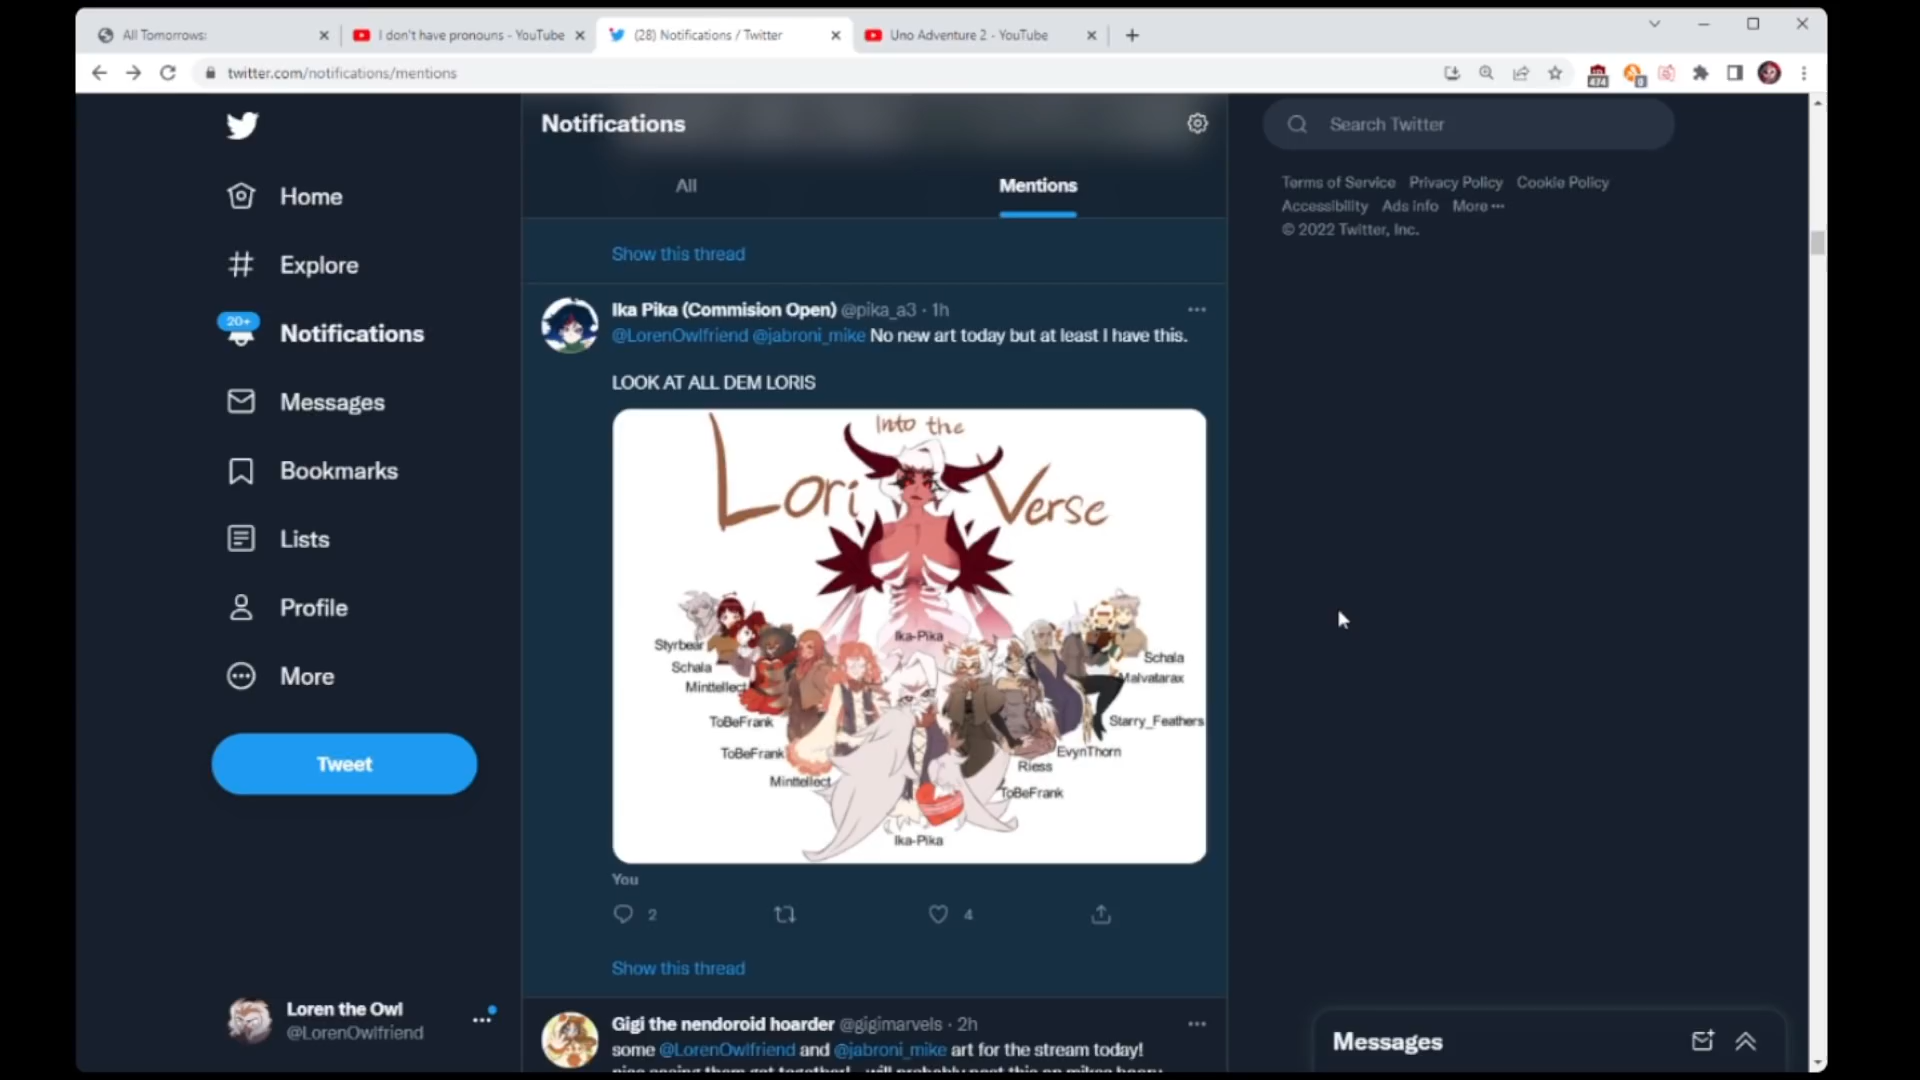 All Tomorrows:
I don't have pronouns - YouTube
(28) Notifications / Twitter
Uno Adventure 2 - YouTube
twitter.com/notifications/mentions
474
0
Notifications
Search Twitter
All
Mentions
Terms of Service Privacy Policy Cookie Policy
Accessibility Ads info More
© 2022 Twitter, Inc.
Home
Explore
20+
Notifications
Messages
Bookmarks
Lists
Profile
More
Tweet
Show this thread
Ika Pika (Commision Open) @pika_a3 · 1h
@LorenOwlfriend @jabroni_mike No new art today but at least I have this.
LOOK AT ALL DEM LORIS
Into the
Lori Verse
Ika-Pika
Styrbear
Schala
Minttellect
ToBeFrank
ToBeFrank
Minttellect
Schala
Malvatarax
Starry_Feathers
EvynThorn
Riess
ToBeFrank
Ika-Pika
You
2
4
Show this thread
Gigi the nendoroid hoarder @gigimarvels · 2h
some @LorenOwlfriend and @jabroni_mike art for the stream today!
Loren the Owl
@LorenOwlfriend
Messages